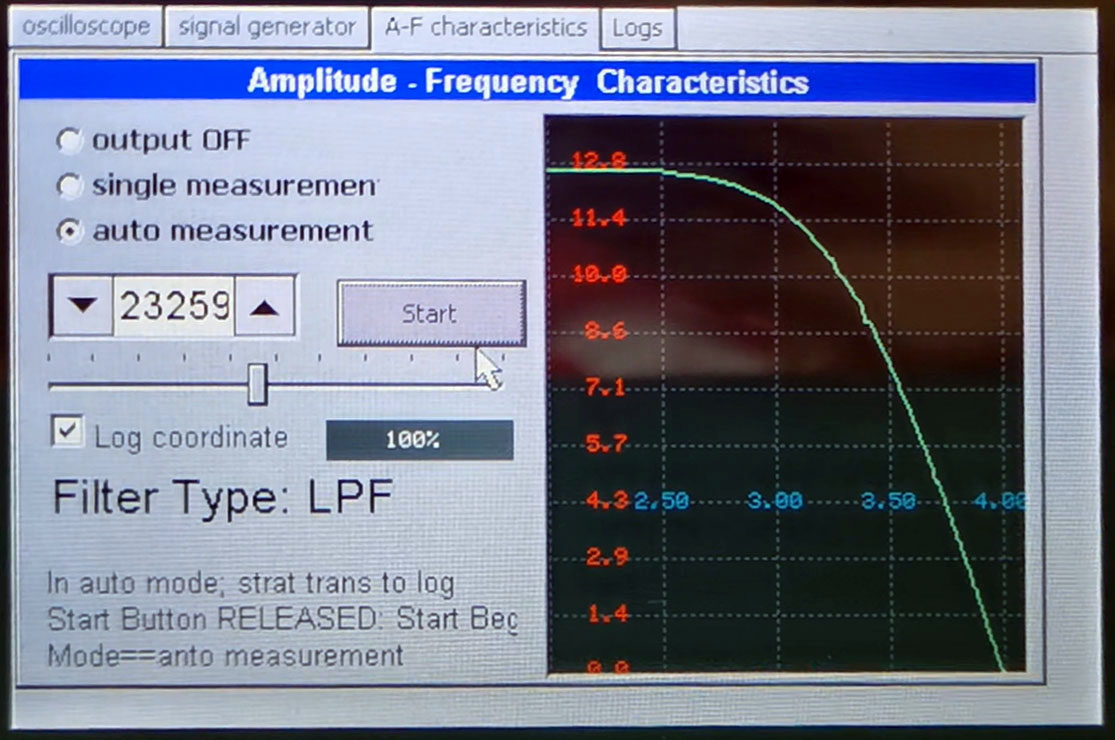 oscilloscope signal generator A-F characteristics Logs
Amplitude - Frequency Characteristics
output OFF
single measuremen
auto measurement
23259
Start
Log coordinate
100%
Filter Type: LPF
In auto mode; strat trans to log
Start Button RELEASED: Start Beg
Mode==anto measurement
12.8
11.4
10.0
8.6
7.1
5.7
4.3 2.50 3.00 3.50 4.00
2.9
1.4
0.0